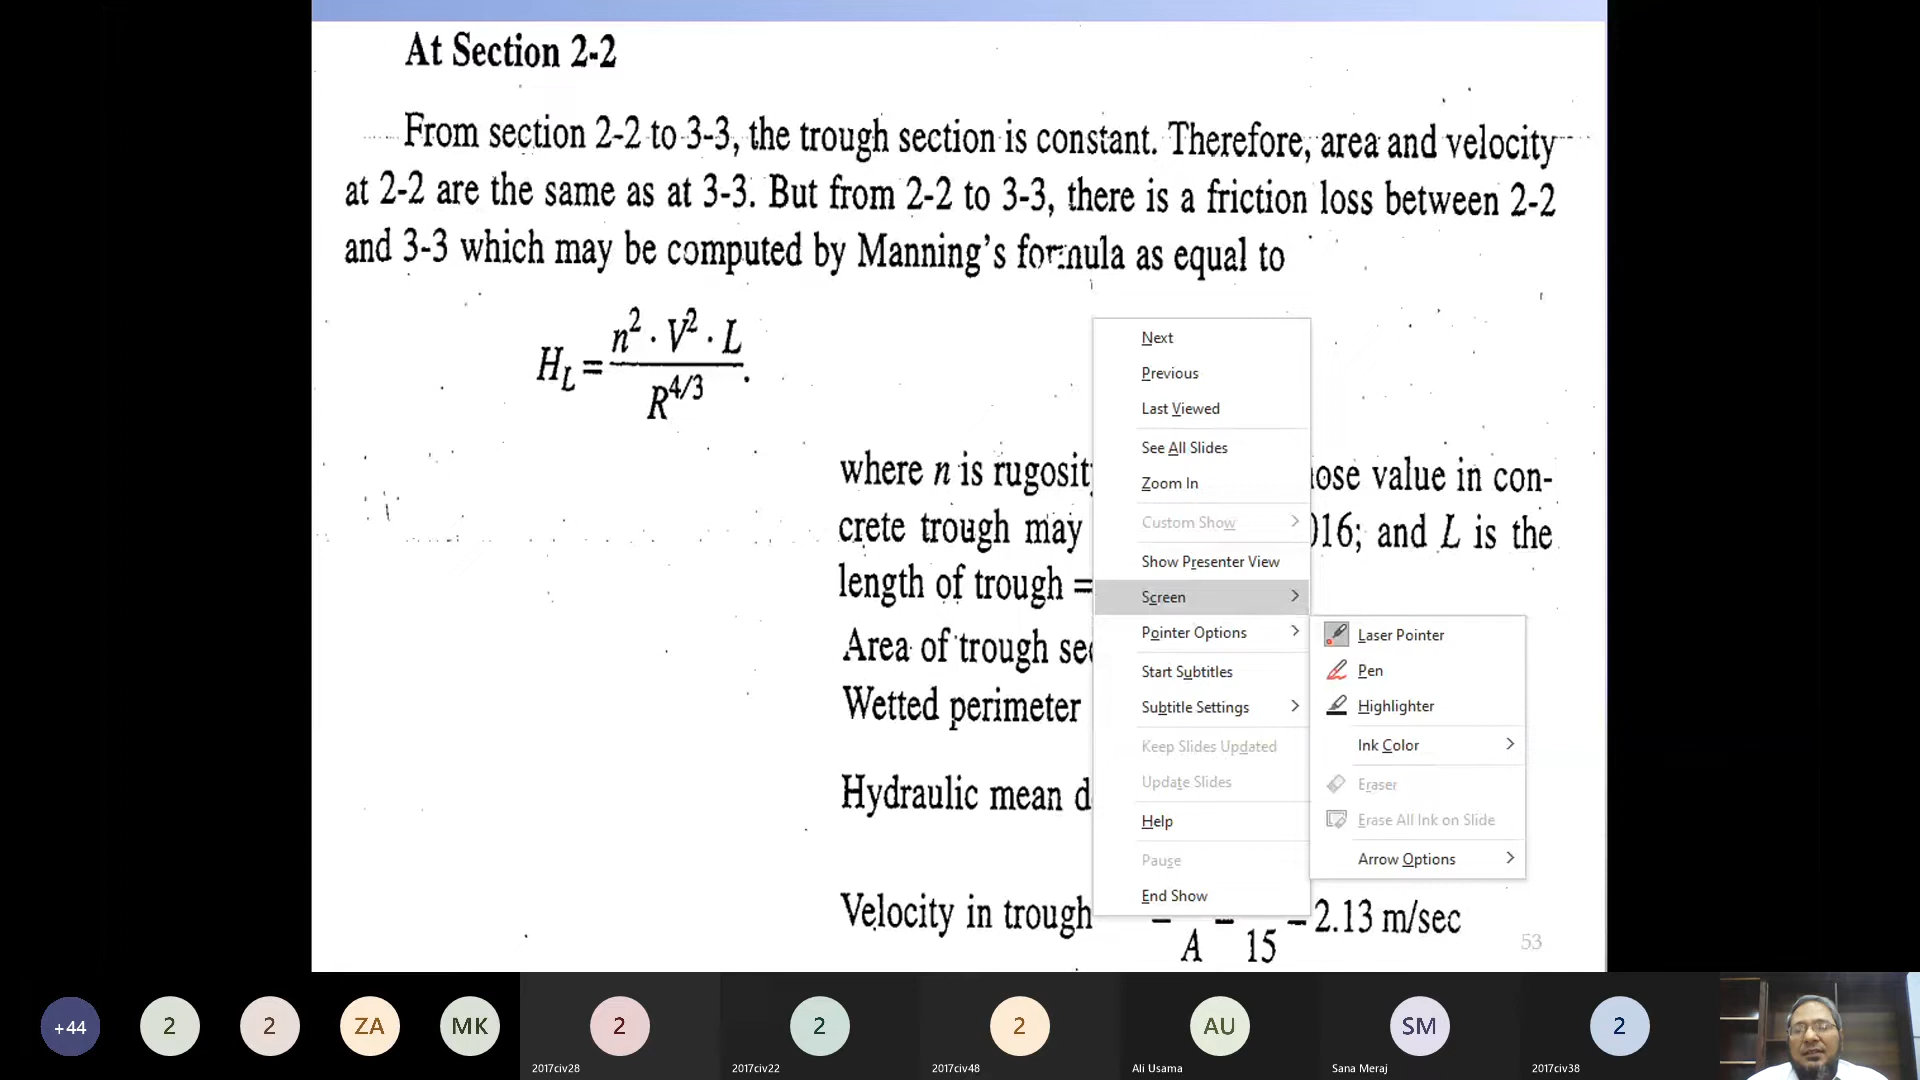 At Section 2-2
From section 2-2 to 3-3, the trough section is constant. Therefore, area and velocity
at 2-2 are the same as at 3-3. But from 2-2 to 3-3, there is a friction loss between 2-2
and 3-3 which may be computed by Manning's formula as equal to
H_L = n² · V² · L / R^4/3 .
where n is rugosity
crete trough may 016; and L is the
length of trough =
Area of trough
Wetted perimeter
Hydraulic mean
Velocity in trough = A = 15 = 2.13 m/sec
value in con-
53
Next
Previous
Last Viewed
See All Slides
Zoom In
Custom Show
Show Presenter View
Screen
Pointer Options
Start Subtitles
Subtitle Settings
Keep Slides Updated
Update Slides
Help
Pause
End Show
Laser Pointer
Pen
Highlighter
Ink Color
Eraser
Erase All Ink on Slide
Arrow Options
+44
2
2
ZA
MK
2
2017civ28
2
2017civ22
2
2017civ48
AU
Ali Usama
SM
Sana Meraj
2
2017civ38